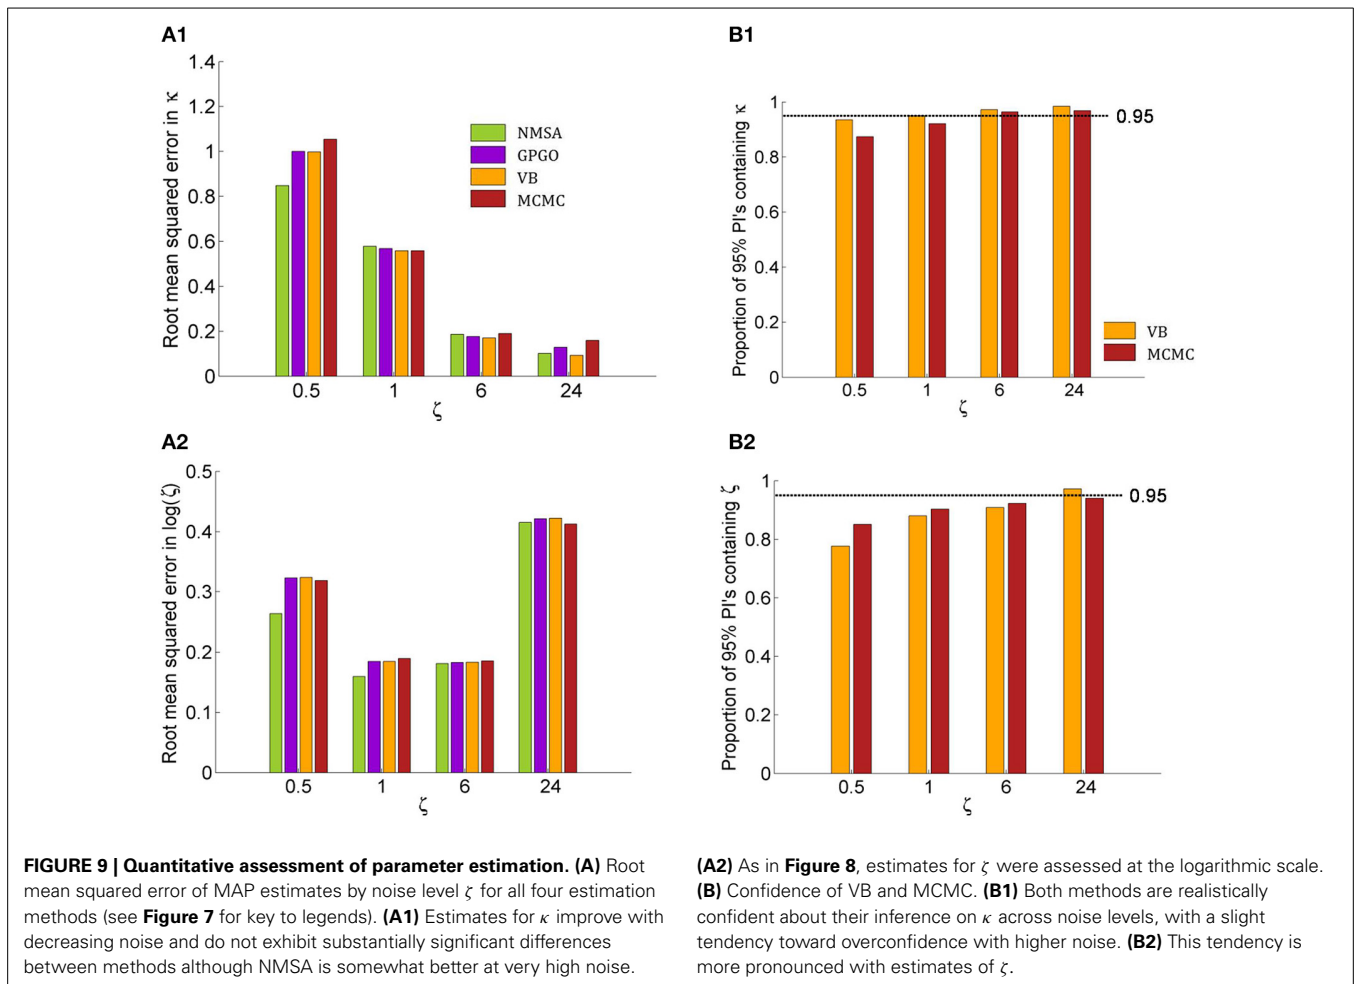 A1
Root mean squared error in κ
1.4
1.2
1
0.8
0.6
0.4
0.2
0
0.5 1 6 24
ζ
NMSA
GPGO
VB
MCMC
B1
Proportion of 95% PI's containing κ
1
0.8
0.6
0.4
0.2
0
0.95
0.5 1 6 24
ζ
VB
MCMC
A2
Root mean squared error in log(ζ)
0.5
0.4
0.3
0.2
0.1
0
0.5 1 6 24
ζ
B2
Proportion of 95% PI's containing ζ
1
0.8
0.6
0.4
0.2
0
0.95
0.5 1 6 24
ζ
FIGURE 9 | Quantitative assessment of parameter estimation. (A) Root
mean squared error of MAP estimates by noise level ζ for all four estimation
methods (see Figure 7 for key to legends). (A1) Estimates for κ improve with
decreasing noise and do not exhibit substantially significant differences
between methods although NMSA is somewhat better at very high noise.
(A2) As in Figure 8, estimates for ζ were assessed at the logarithmic scale.
(B) Confidence of VB and MCMC. (B1) Both methods are realistically
confident about their inference on κ across noise levels, with a slight
tendency toward overconfidence with higher noise. (B2) This tendency is
more pronounced with estimates of ζ.